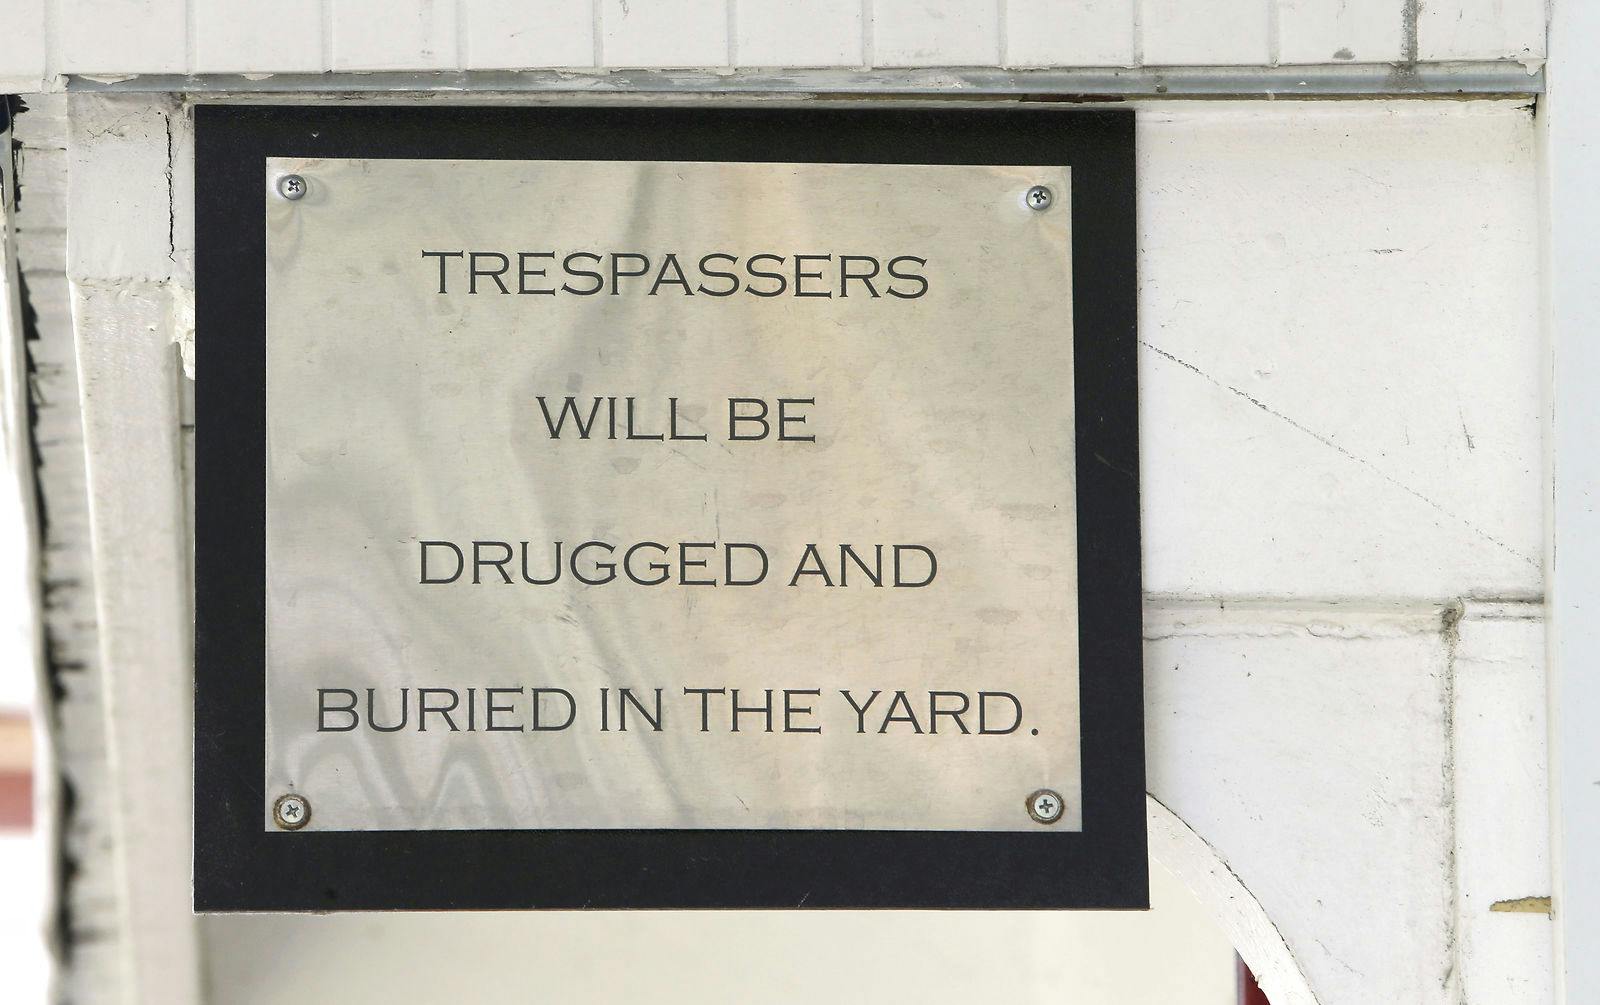 TRESPASSERS
WILL BE
DRUGGED AND
BURIED IN THE YARD.